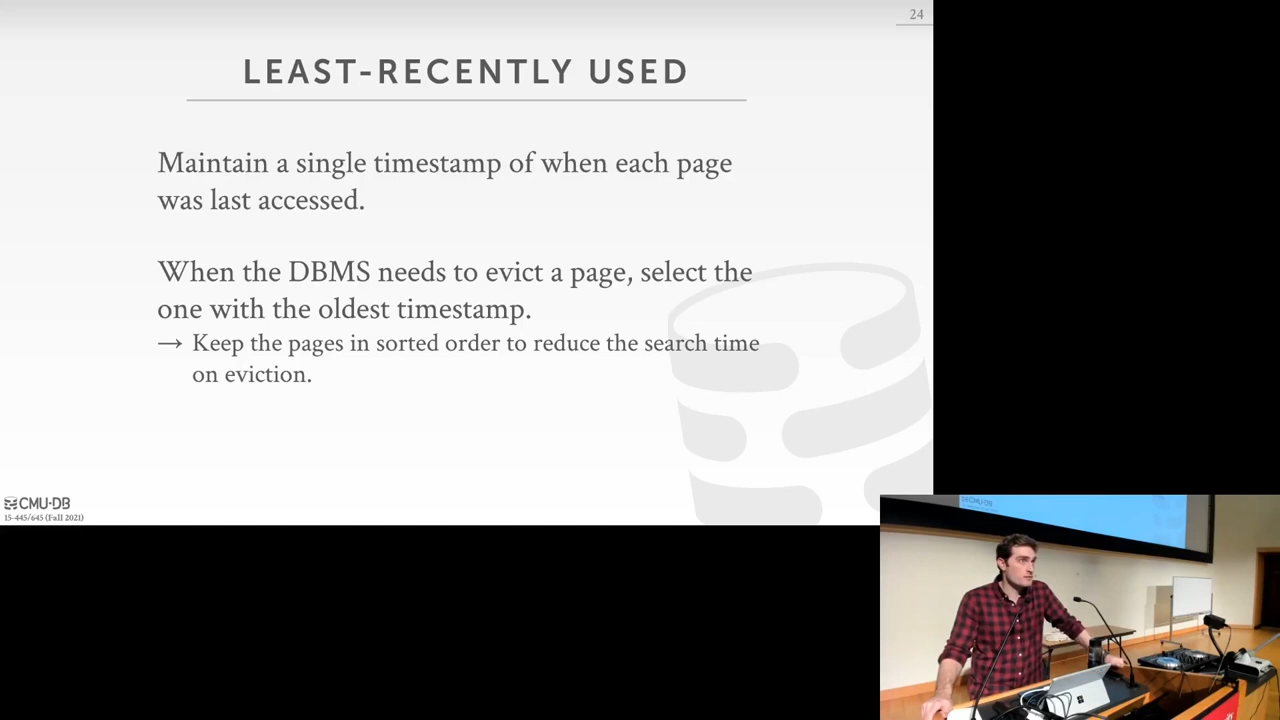 24
LEAST-RECENTLY USED
Maintain a single timestamp of when each page
was last accessed.
When the DBMS needs to evict a page, select the
one with the oldest timestamp.
→ Keep the pages in sorted order to reduce the search time
on eviction.
CMU·DB
15-445/645 (Fall 2021)
CMU·DB